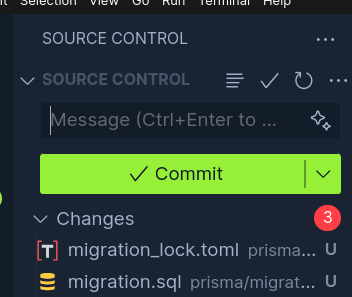 Selection View Go Run Terminal Help
SOURCE CONTROL
SOURCE CONTROL
Message (Ctrl+Enter to ...
Commit
Changes 3
[T] migration_lock.toml prisma... U
migration.sql prisma/migrat... U